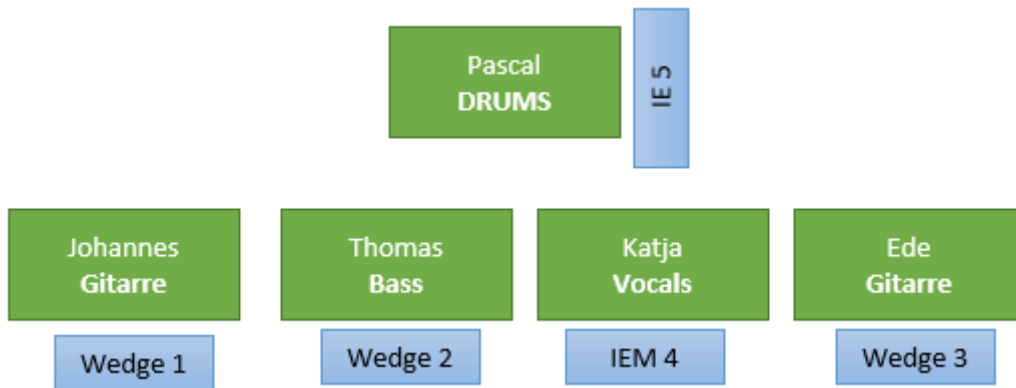 Pascal
DRUMS
IE 5
Johannes
Gitarre
Thomas
Bass
Katja
Vocals
Ede
Gitarre
Wedge 1
Wedge 2
IEM 4
Wedge 3